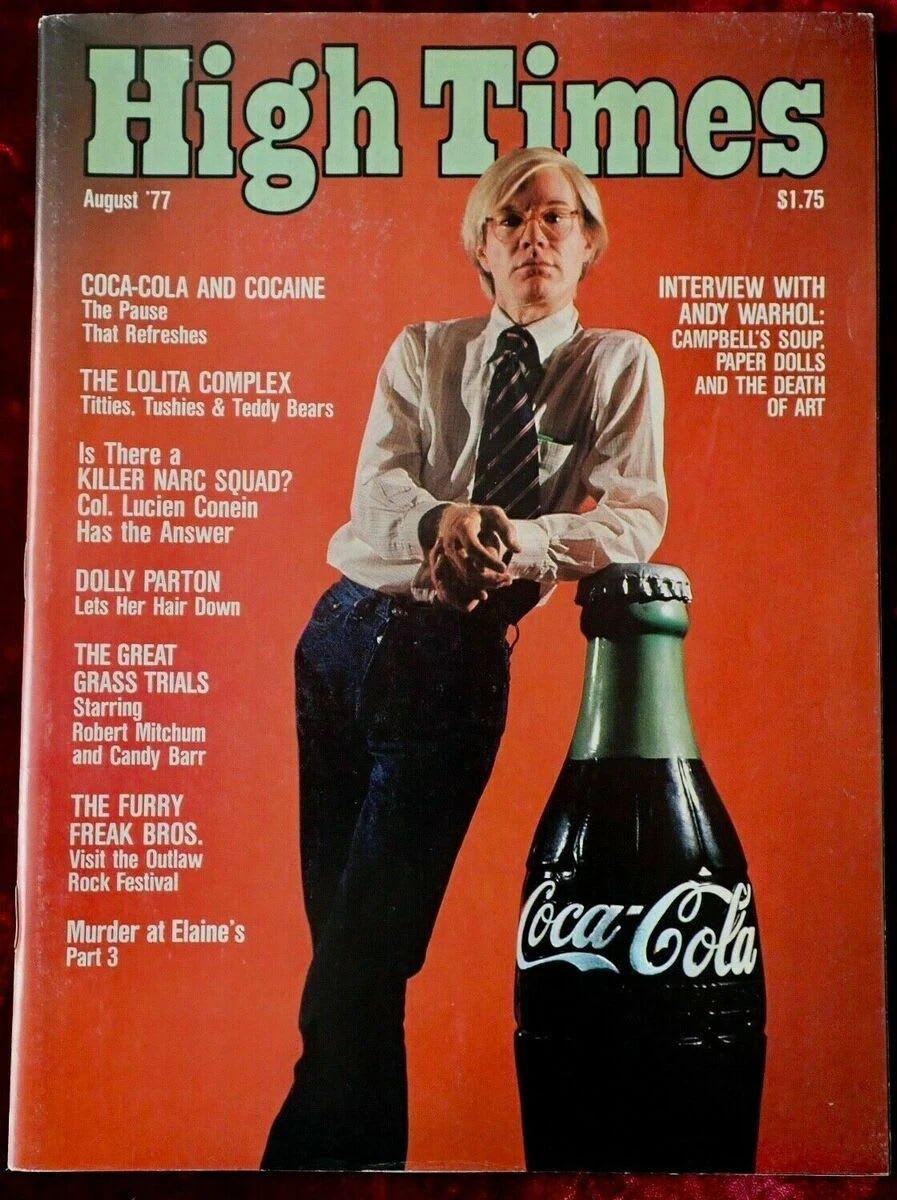 High Times
August '77
$1.75
COCA-COLA AND COCAINE
The Pause
That Refreshes
THE LOLITA COMPLEX
Titties, Tushies & Teddy Bears
Is There a
KILLER NARC SQUAD?
Col. Lucien Conein
Has the Answer
DOLLY PARTON
Lets Her Hair Down
THE GREAT
GRASS TRIALS
Starring
Robert Mitchum
and Candy Barr
THE FURRY
FREAK BROS.
Visit the Outlaw
Rock Festival
Murder at Elaine's
Part 3
INTERVIEW WITH
ANDY WARHOL:
CAMPBELL'S SOUP,
PAPER DOLLS
AND THE DEATH
OF ART
Coca-Cola